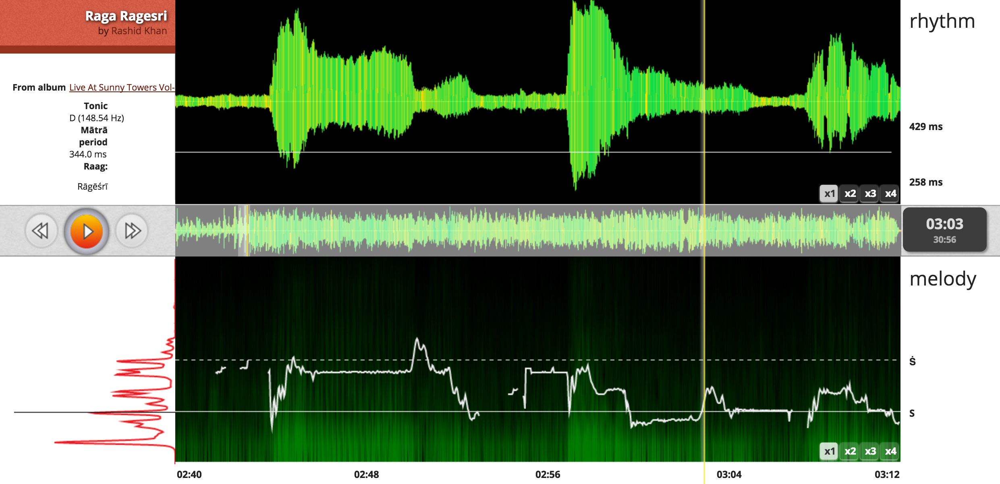 Raga Ragesri
by Rashid Khan
From album Live At Sunny Towers Vol-
Tonic
D (148.54 Hz)
Mātrā
period
344.0 ms
Raag:
Rāgēśrī
rhythm
429 ms
258 ms
x1 x2 x3 x4
03:03
30:56
melody
Ṡ
S
x1 x2 x3 x4
02:40 02:48 02:56 03:04 03:12